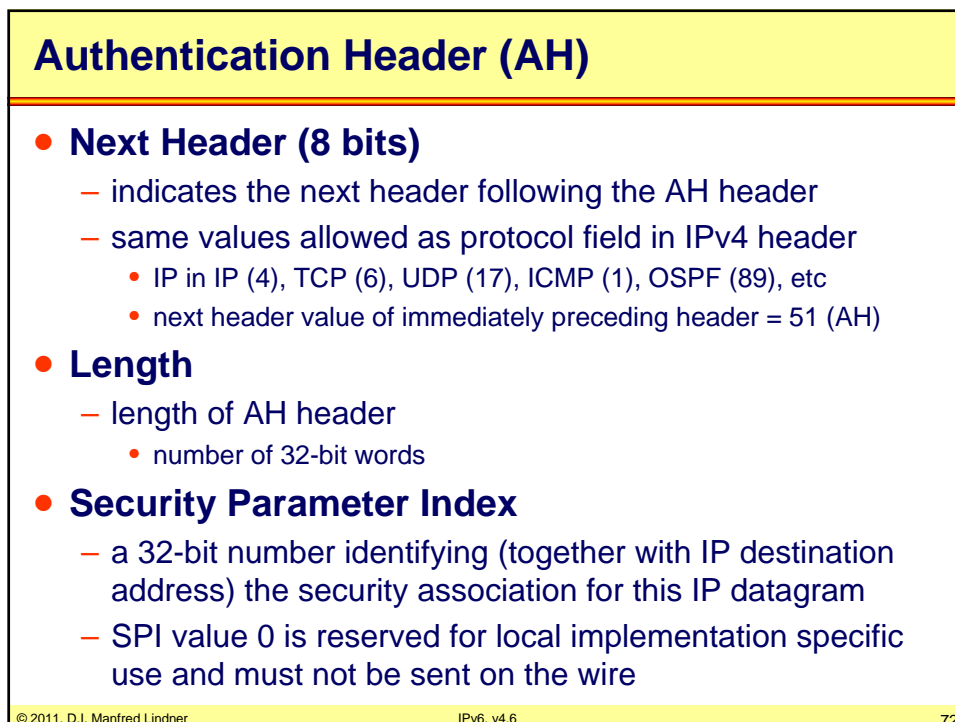 Authentication Header (AH)
• Next Header (8 bits)
– indicates the next header following the AH header
– same values allowed as protocol field in IPv4 header
• IP in IP (4), TCP (6), UDP (17), ICMP (1), OSPF (89), etc
• next header value of immediately preceding header = 51 (AH)
• Length
– length of AH header
• number of 32-bit words
• Security Parameter Index
– a 32-bit number identifying (together with IP destination
address) the security association for this IP datagram
– SPI value 0 is reserved for local implementation specific
use and must not be sent on the wire
© 2011, D.I. Manfred Lindner IPv6, v4.6 72